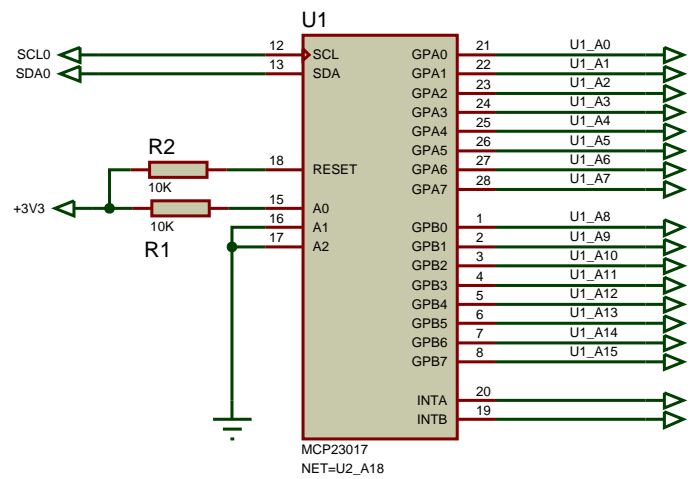 U1
SCL0 12 SCL GPA0 21 U1_A0
SDA0 13 SDA GPA1 22 U1_A1
GPA2 23 U1_A2
GPA3 24 U1_A3
GPA4 25 U1_A4
GPA5 26 U1_A5
R2
10K 18 RESET GPA6 27 U1_A6
GPA7 28 U1_A7
+3V3 15 A0
10K 16 A1 GPB0 1 U1_A8
R1 17 A2 GPB1 2 U1_A9
GPB2 3 U1_A10
GPB3 4 U1_A11
GPB4 5 U1_A12
GPB5 6 U1_A13
GPB6 7 U1_A14
GPB7 8 U1_A15
INTA 20
INTB 19
MCP23017
NET=U2_A18